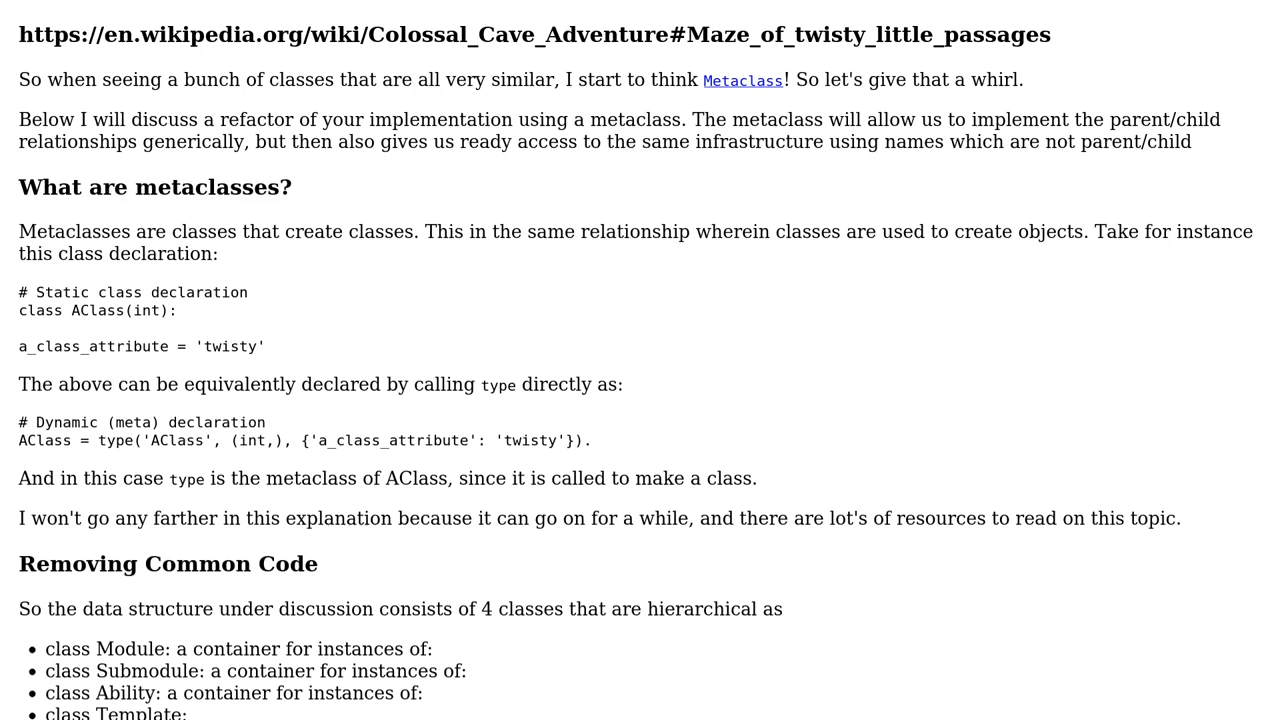 https://en.wikipedia.org/wiki/Colossal_Cave_Adventure#Maze_of_twisty_little_passages
So when seeing a bunch of classes that are all very similar, I start to think Metaclass! So let's give that a whirl.
Below I will discuss a refactor of your implementation using a metaclass. The metaclass will allow us to implement the parent/child
relationships generically, but then also gives us ready access to the same infrastructure using names which are not parent/child
What are metaclasses?
Metaclasses are classes that create classes. This in the same relationship wherein classes are used to create objects. Take for instance
this class declaration:
# Static class declaration
class AClass(int):
a_class_attribute = 'twisty'
The above can be equivalently declared by calling type directly as:
# Dynamic (meta) declaration
AClass = type('AClass', (int,), {'a_class_attribute': 'twisty'}).
And in this case type is the metaclass of AClass, since it is called to make a class.
I won't go any farther in this explanation because it can go on for a while, and there are lot's of resources to read on this topic.
Removing Common Code
So the data structure under discussion consists of 4 classes that are hierarchical as
• class Module: a container for instances of:
• class Submodule: a container for instances of:
• class Ability: a container for instances of:
• class Template: